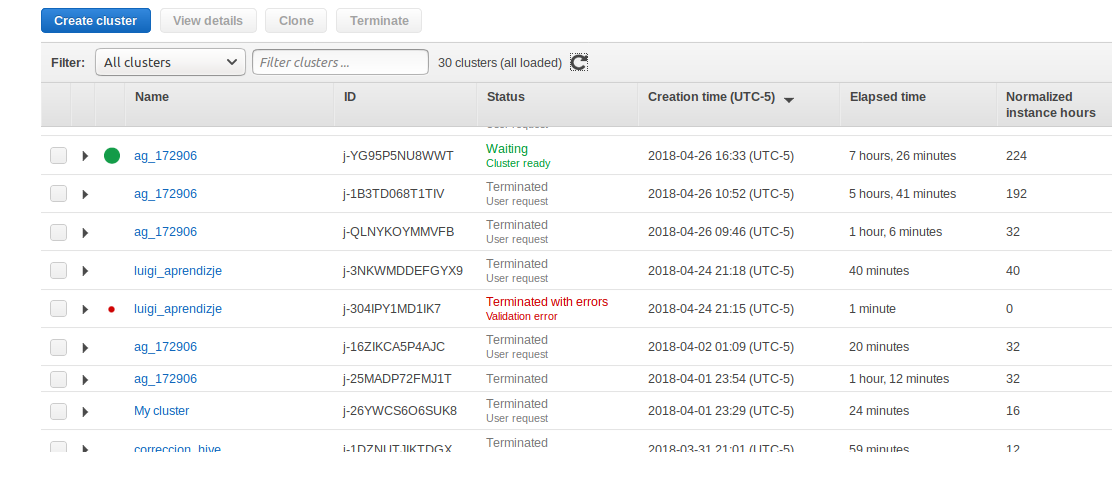 Create cluster View details Clone Terminate
Filter: All clusters Filter clusters ... 30 clusters (all loaded)
Name ID Status Creation time (UTC-5) Elapsed time Normalized instance hours
User request
ag_172906 j-YG95P5NU8WWT Waiting 2018-04-26 16:33 (UTC-5) 7 hours, 26 minutes 224
Cluster ready
ag_172906 j-1B3TD068T1TIV Terminated 2018-04-26 10:52 (UTC-5) 5 hours, 41 minutes 192
User request
ag_172906 j-QLNYKOYMMVFB Terminated 2018-04-26 09:46 (UTC-5) 1 hour, 6 minutes 32
User request
luigi_aprendizje j-3NKWMDDEFGYX9 Terminated 2018-04-24 21:18 (UTC-5) 40 minutes 40
User request
luigi_aprendizje j-304IPY1MD1IK7 Terminated with errors 2018-04-24 21:15 (UTC-5) 1 minute 0
Validation error
ag_172906 j-16ZIKCA5P4AJC Terminated 2018-04-02 01:09 (UTC-5) 20 minutes 32
User request
ag_172906 j-25MADP72FMJ1T Terminated 2018-04-01 23:54 (UTC-5) 1 hour, 12 minutes 32
My cluster j-26YWCS6O6SUK8 Terminated 2018-04-01 23:29 (UTC-5) 24 minutes 16
User request
correccion_hive j-1DZNUTJIKTDGX Terminated 2018-03-31 21:01 (UTC-5) 59 minutes 12